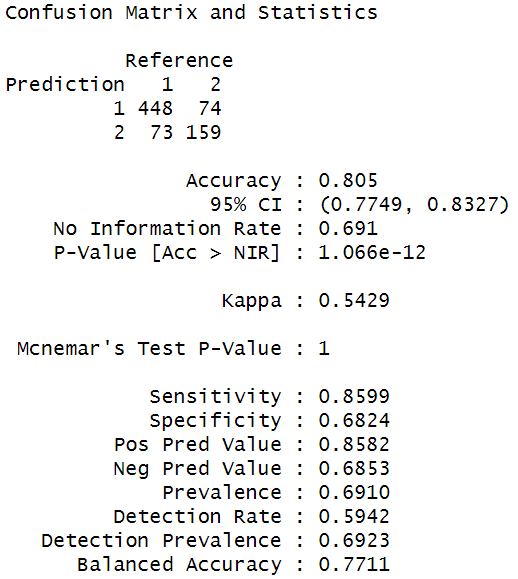 Confusion Matrix and Statistics
Reference
Prediction 1 2
1 448 74
2 73 159
Accuracy : 0.805
95% CI : (0.7749, 0.8327)
No Information Rate : 0.691
P-Value [Acc > NIR] : 1.066e-12
Kappa : 0.5429
Mcnemar's Test P-Value : 1
Sensitivity : 0.8599
Specificity : 0.6824
Pos Pred Value : 0.8582
Neg Pred Value : 0.6853
Prevalence : 0.6910
Detection Rate : 0.5942
Detection Prevalence : 0.6923
Balanced Accuracy : 0.7711